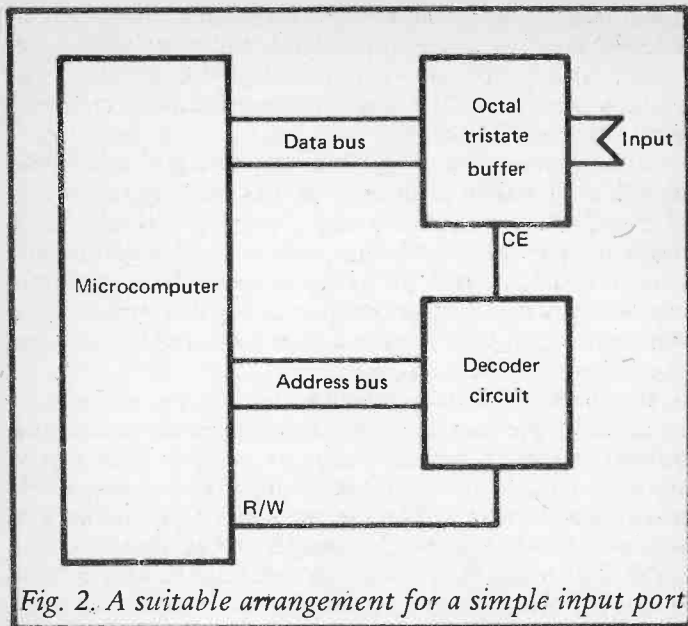 Octal
tristate
buffer
Input
Data bus
CE
Microcomputer
Address bus
Decoder
circuit
R/W
Fig. 2. A suitable arrangement for a simple input port